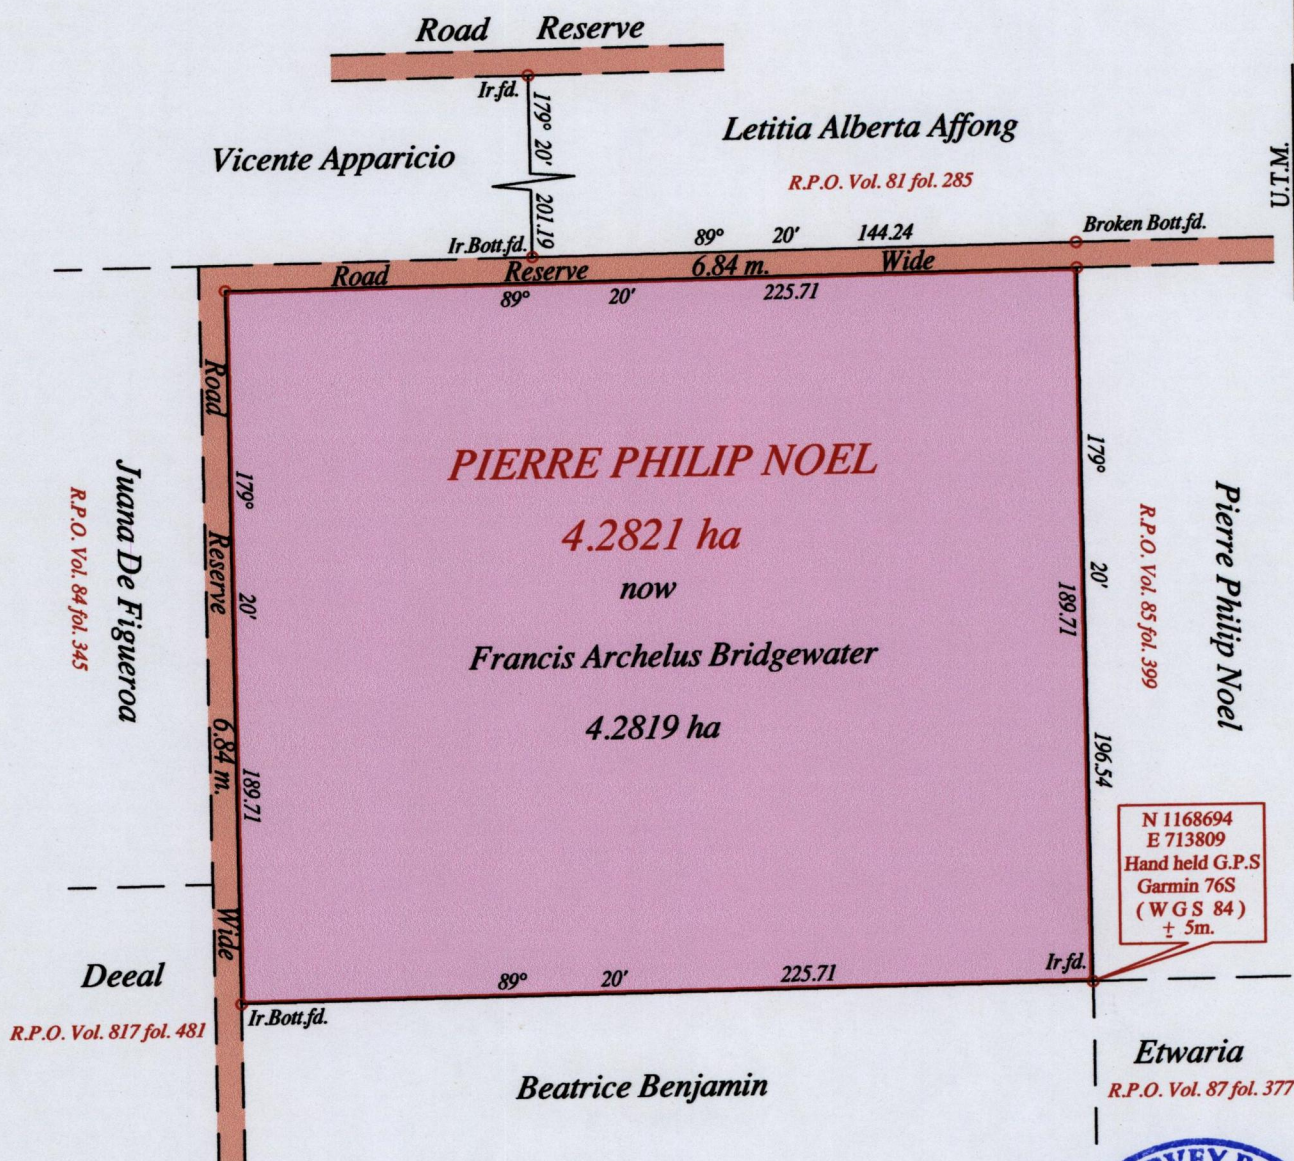 Road Reserve
Ir.fd.
179° 20' 201.19
Vicente Apparicio
Letitia Alberta Affong
R.P.O. Vol. 81 fol. 285
U.T.M.
Ir.Bott.fd.
89° 20' 144.24
Broken Bott.fd.
Road Reserve 6.84 m. Wide
89° 20' 225.71
Road Reserve 6.84 m. Wide
179° 20' 189.71
Juana De Figueroa
R.P.O. Vol. 84 fol. 345
PIERRE PHILIP NOEL
4.2821 ha
now
Francis Archelus Bridgewater
4.2819 ha
189.71
179° 20' 196.54
R.P.O. Vol. 85 fol. 399
Pierre Philip Noel
N 1168694
E 713809
Hand held G.P.S
Garmin 76S
( W G S 84 )
± 5m.
Ir.fd.
89° 20' 225.71
Ir.Bott.fd.
Deeal
R.P.O. Vol. 817 fol. 481
Beatrice Benjamin
Etwaria
R.P.O. Vol. 87 fol. 377